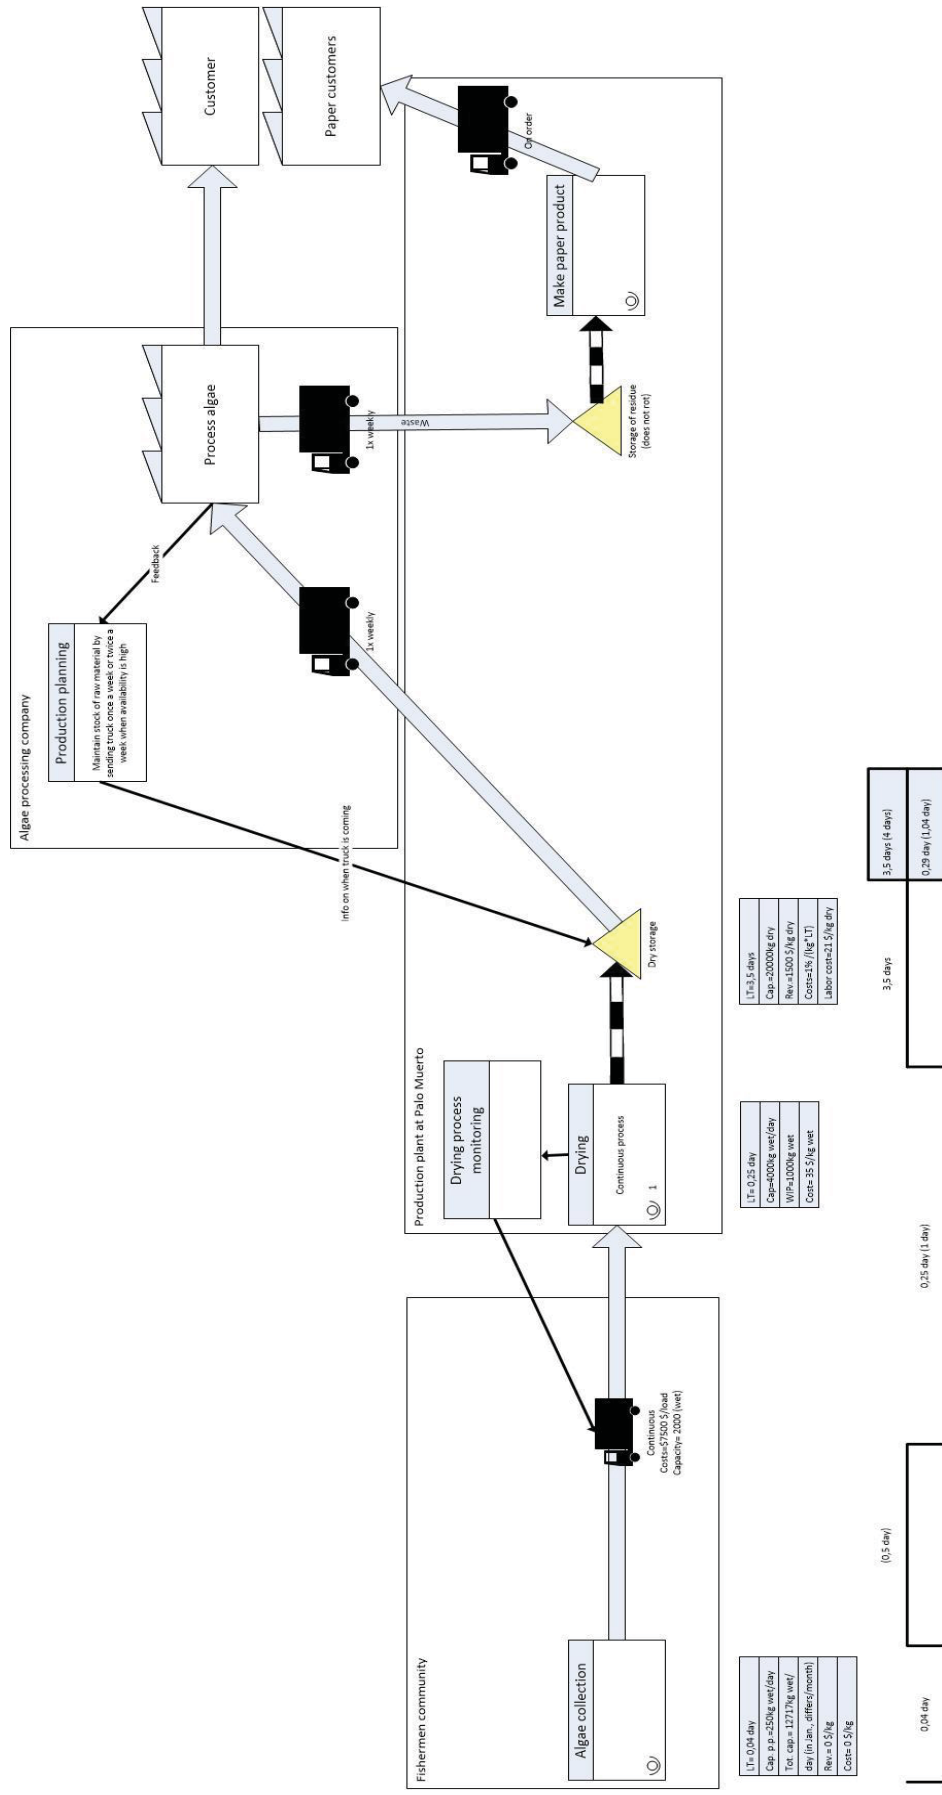 Customer
Paper customers
Algae processing company
Production planning
Maintain stock of raw material by
sending truck once a week or twice a
week when availability is high
Feedback
Process algae
1x weekly
1x weekly
Waste
Info on when truck is coming
Production plant at Palo Muerto
Drying process
monitoring
Drying
Continuous process
1
Dry storage
Storage of residue
(does not rot)
Make paper product
On order
Fishermen community
Algae collection
Continuous
Costs=$7500 $/load
Capacity= 2000 (wet)
LT= 0,04 day
Cap. p.p.=250kg wet/day
Tot. cap.= 12717kg wet/
day (in Jan., differs/month)
Rev.= 0 $/kg
Cost= 0 $/kg
LT= 0,25 day
Cap=4000kg wet/day
WIP=1000kg wet
Cost= 35 $/kg wet
LT=3,5 days
Cap.=20000kg dry
Rev.=1500 $/kg dry
Costs=1% /(kg*LT)
Labor cost=21 $/kg dry
0,04 day
(0,5 day)
0,25 day (1 day)
3,5 days
3,5 days (4 days)
0,29 day (1,04 day)